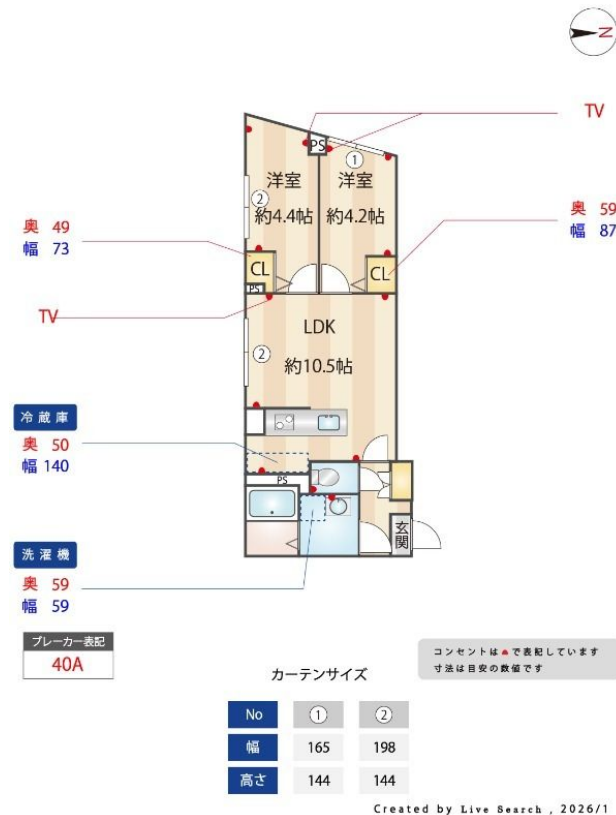 N
TV
PS
①
洋室
約4.4帖
②
洋室
約4.2帖
奥 59
幅 87
奥 49
幅 73
CL
CL
PS
TV
LDK
約10.5帖
②
冷蔵庫
奥 50
幅 140
PS
玄関
洗濯機
奥 59
幅 59
ブレーカー表記
40A
コンセントは で表記しています
寸法は目安の数値です
カーテンサイズ
No ① ②
幅 165 198
高さ 144 144
Created by Live Search , 2026/1